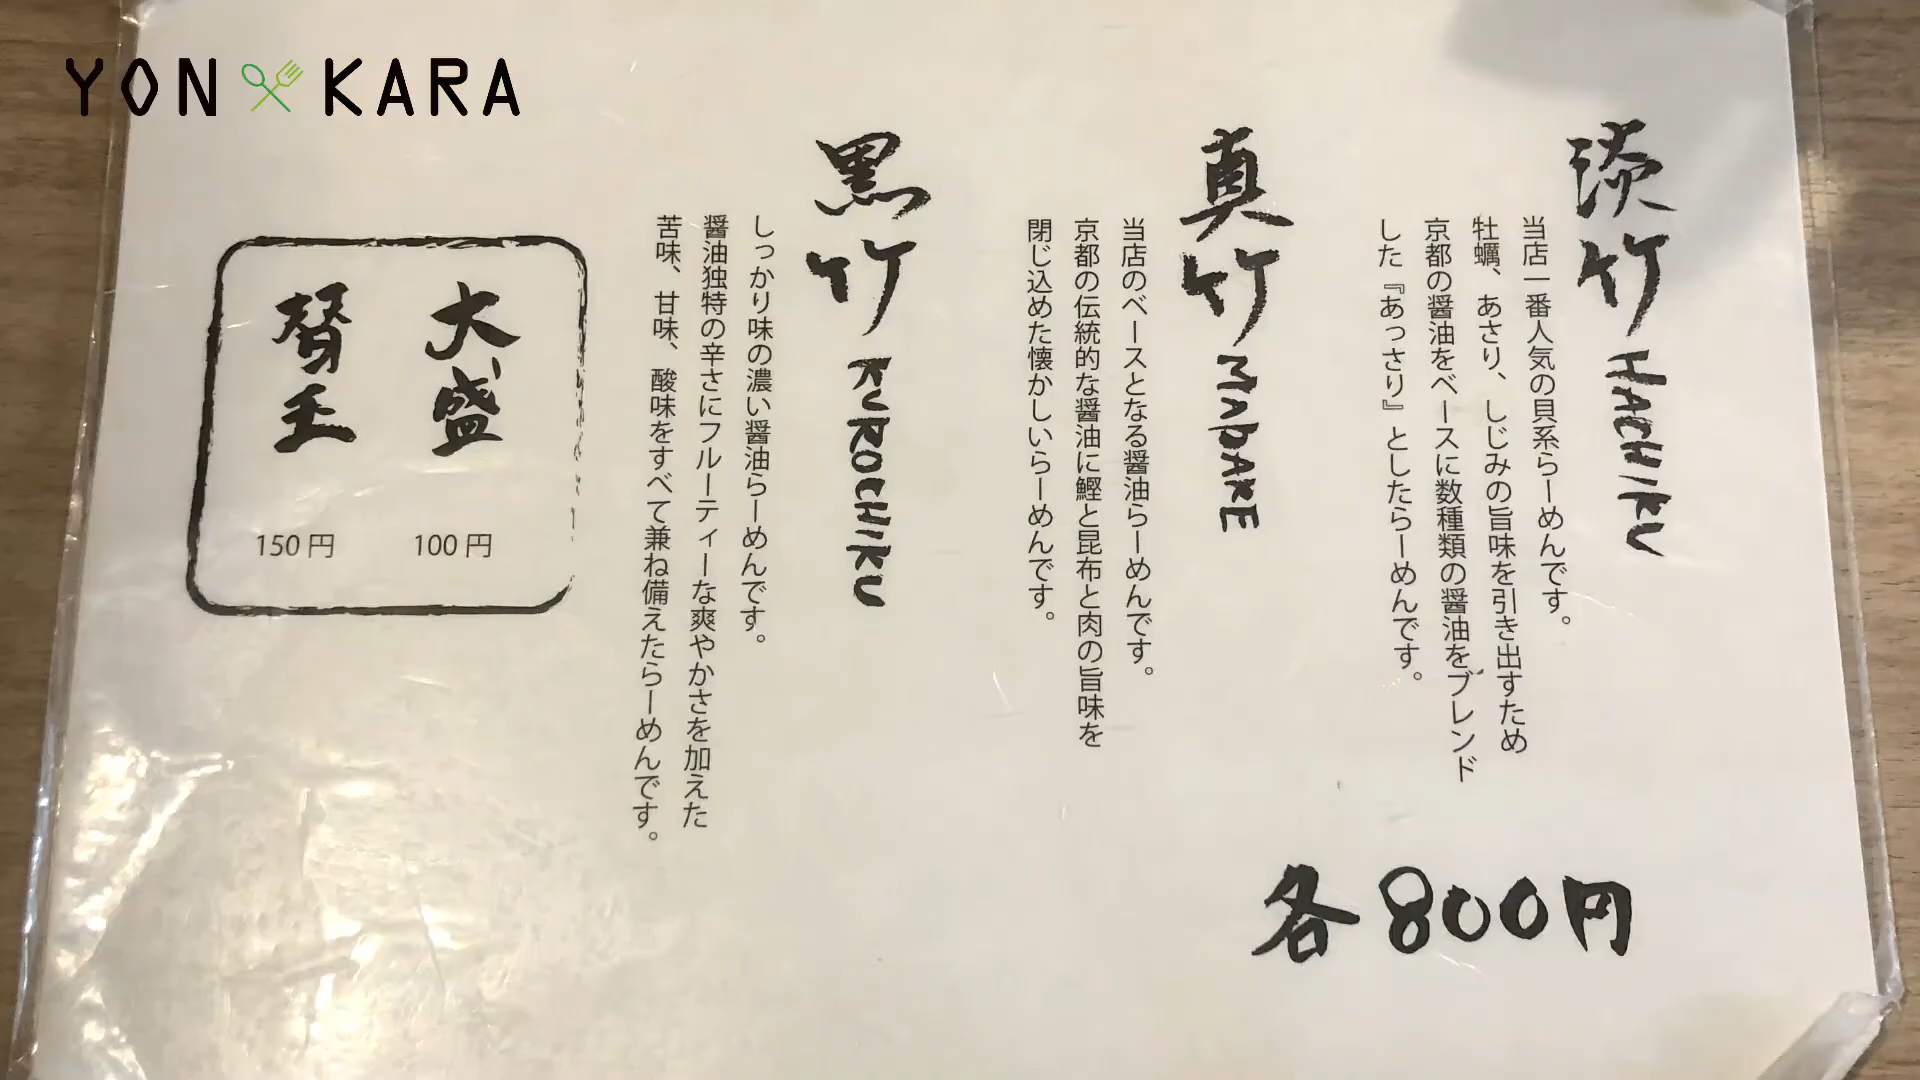 YON KARA
淡竹 HACHIKU
当店一番人気の貝系らーめんです。
牡蠣、あさり、しじみの旨味を引き出すため
京都の醤油をベースに数種類の醤油をブレンド
した『あっさり』としたらーめんです。
真竹 MADAKE
当店のベースとなる醤油らーめんです。
京都の伝統的な醤油に鰹と昆布と肉の旨味を
閉じ込めた懐かしいらーめんです。
黒竹 KUROCHIKU
しっかり味の濃い醤油らーめんです。
醤油独特の辛さにフルーティーな爽やかさを加えた
苦味、甘味、酸味をすべて兼ね備えたらーめんです。
各800円
大盛 100円
替玉 150円